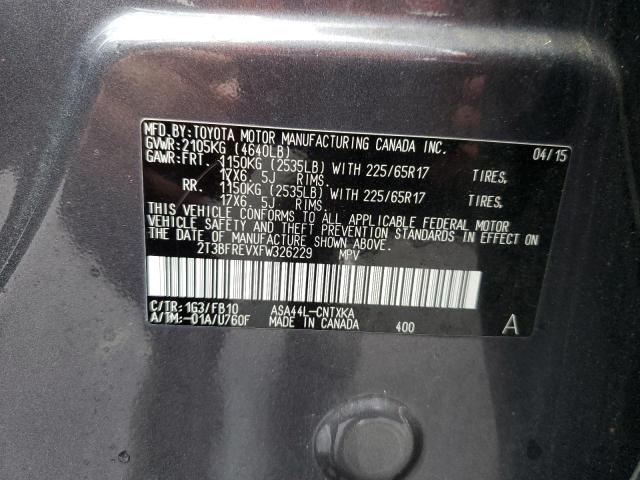 MFD.BY:TOYOTA MOTOR MANUFACTURING CANADA INC.
GVWR:2105KG (4640LB) 04/15
GAWR:FRT. 1150KG (2535LB) WITH 225/65R17 TIRES,
17X6. 5J RIMS,
RR. 1150KG (2535LB) WITH 225/65R17 TIRES,
17X6. 5J RIMS.
THIS VEHICLE CONFORMS TO ALL APPLICABLE FEDERAL MOTOR
VEHICLE SAFETY AND THEFT PREVENTION STANDARDS IN EFFECT ON
THE DATE OF MANUFACTURE SHOWN ABOVE.
2T3BFREVXFW326229 MPV
C/TR:1G3/FB10 ASA44L-CNTXKA
A/TM:-01A/U760F MADE IN CANADA 400 A